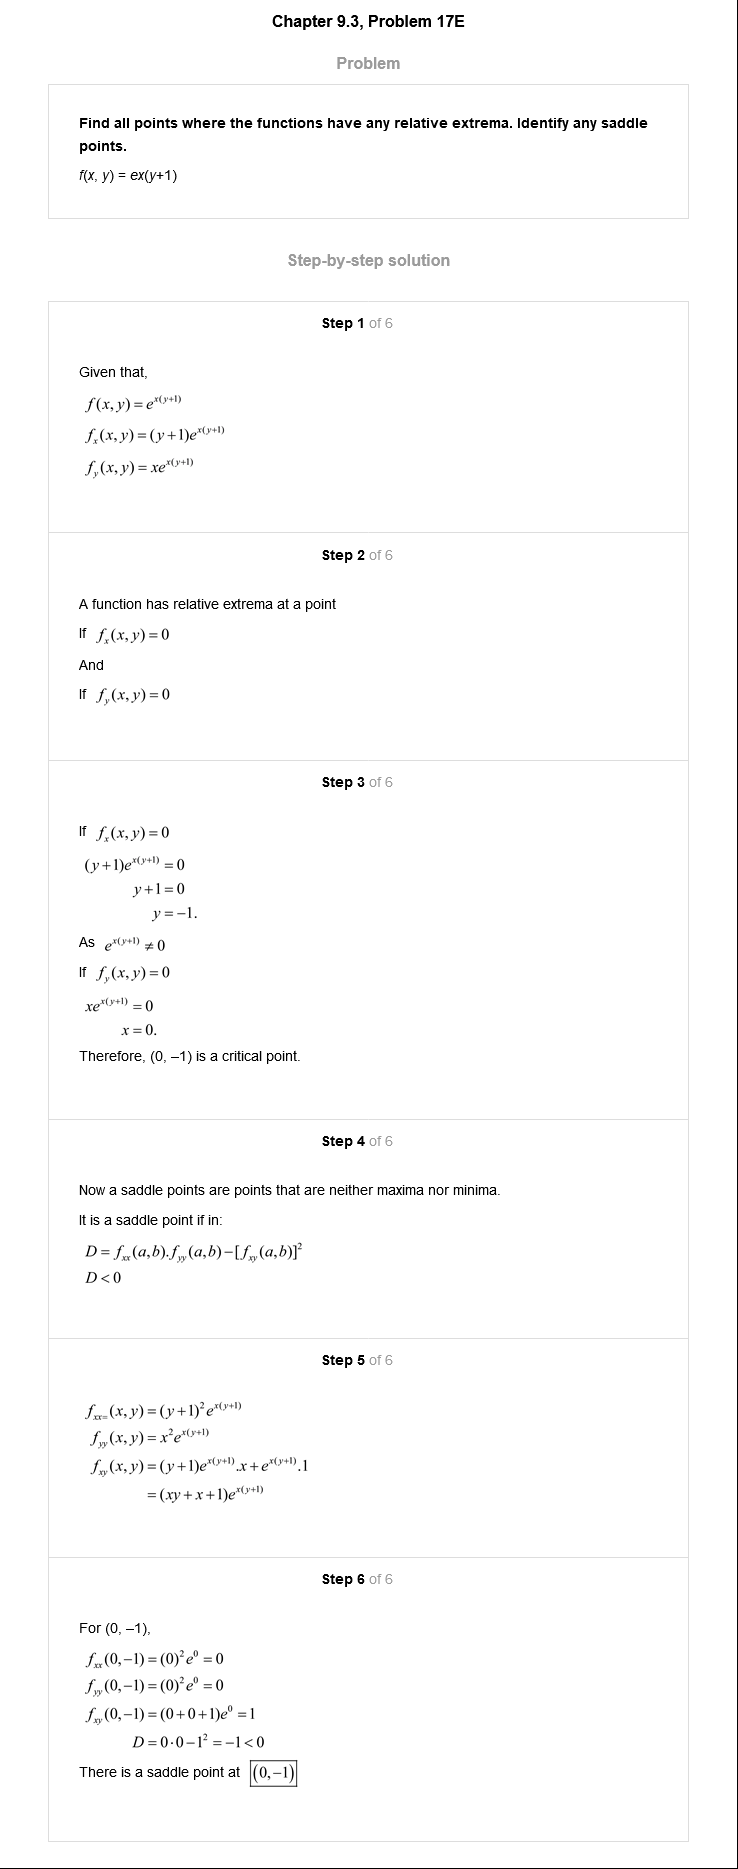 Chapter 9.3, Problem 17E
Problem
Find all points where the functions have any relative extrema. Identify any saddle
points.
f(x, y) = ex(y+1)
Step-by-step solution
Step 1 of 6
Given that,
f(x, y) = e^{x(y+1)}
f_x(x, y) = (y+1)e^{x(y+1)}
f_y(x, y) = xe^{x(y+1)}
Step 2 of 6
A function has relative extrema at a point
If f_x(x, y) = 0
And
If f_y(x, y) = 0
Step 3 of 6
If f_x(x, y) = 0
(y+1)e^{x(y+1)} = 0
y+1 = 0
y = −1.
As e^{x(y+1)} ≠ 0
If f_y(x, y) = 0
xe^{x(y+1)} = 0
x = 0.
Therefore, (0, –1) is a critical point.
Step 4 of 6
Now a saddle points are points that are neither maxima nor minima.
It is a saddle point if in:
D = f_{xx}(a,b).f_{yy}(a,b)−[f_{xy}(a,b)]^2
D < 0
Step 5 of 6
f_{xx=}(x, y) = (y+1)^2 e^{x(y+1)}
f_{yy}(x, y) = x^2e^{x(y+1)}
f_{xy}(x, y) = (y+1)e^{x(y+1)}.x + e^{x(y+1)}.1
= (xy + x + 1)e^{x(y+1)}
Step 6 of 6
For (0, –1),
f_{xx}(0,−1) = (0)^2 e^0 = 0
f_{yy}(0,−1) = (0)^2 e^0 = 0
f_{xy}(0,−1) = (0+0+1)e^0 = 1
D = 0·0−1^2 = −1 < 0
There is a saddle point at (0,−1)